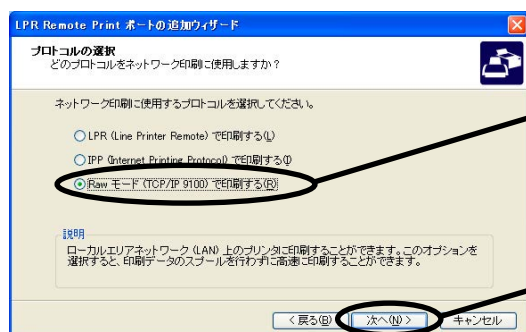 LPR Remote Print ポートの追加ウィザード
プロトコルの選択
どのプロトコルをネットワーク印刷に使用しますか?
ネットワーク印刷に使用するプロトコルを選択してください。
LPR (Line Printer Remote) で印刷する(L)
IPP (Internet Printing Protocol) で印刷する(I)
Raw モード (TCP/IP 9100) で印刷する(R)
説明
ローカルエリアネットワーク (LAN) 上のプリンタに印刷することができます。このオプションを
選択すると、印刷データのスプールを行わずに高速に印刷することができます。
< 戻る(B) 次へ(N) > キャンセル